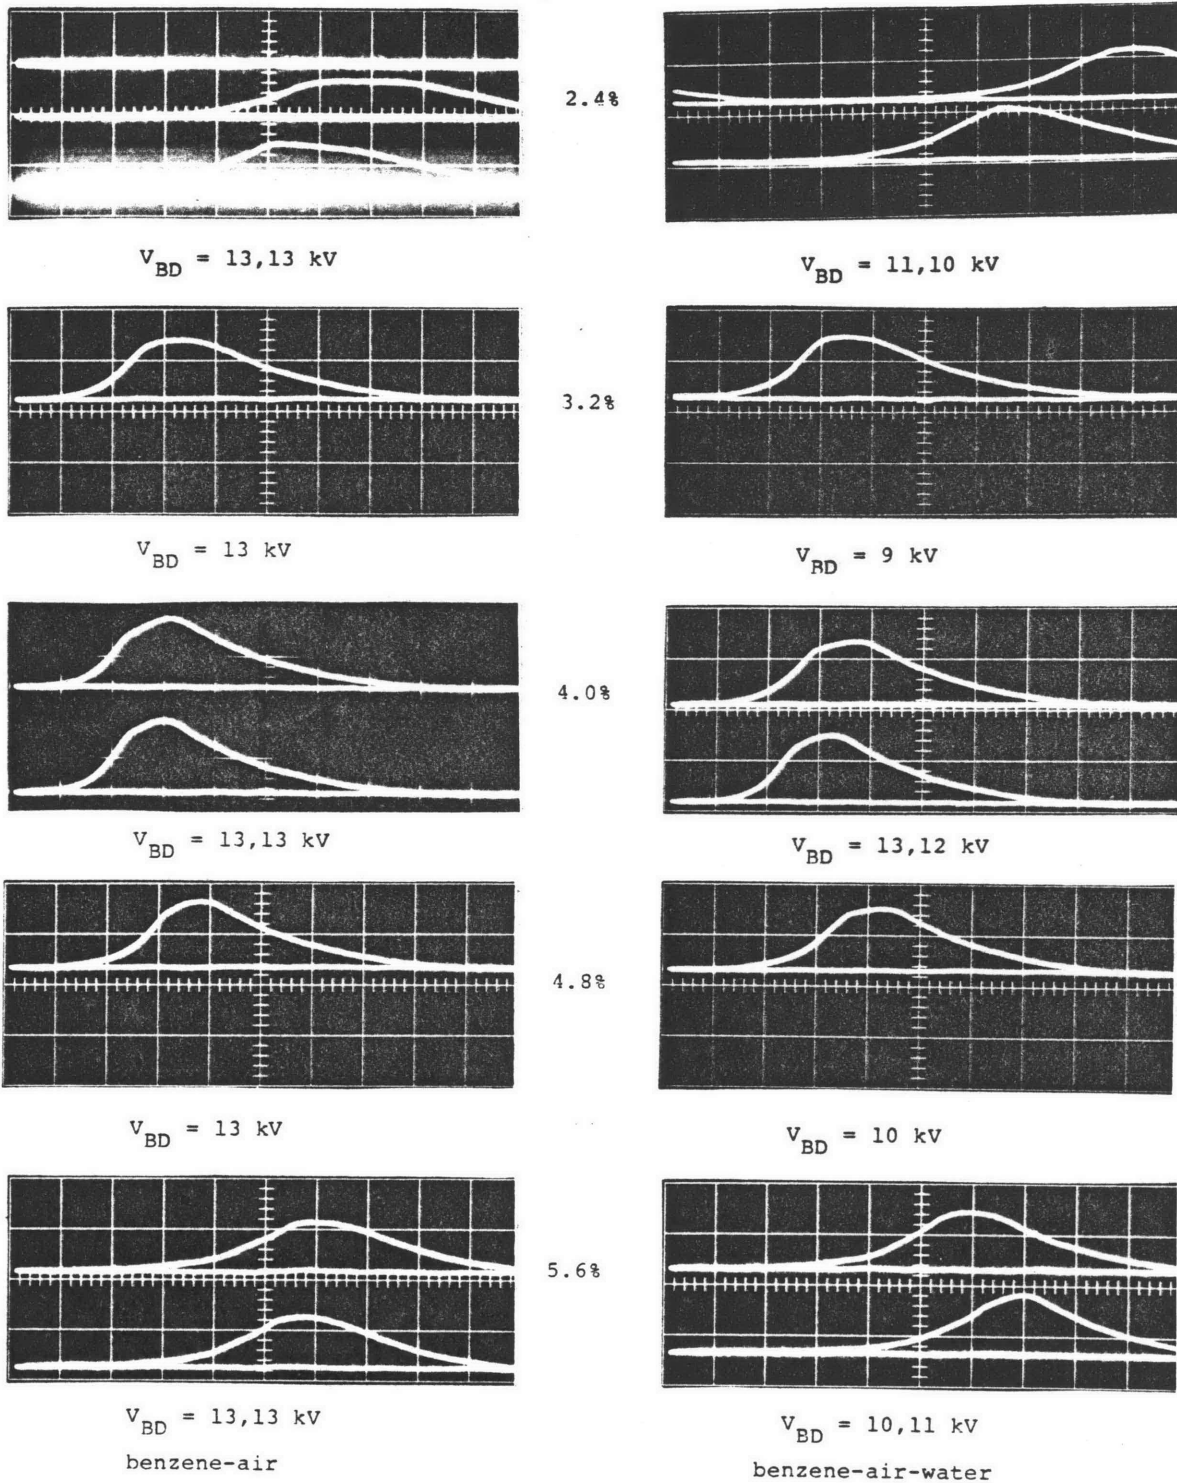 2.4%
V_BD = 13,13 kV
V_BD = 11,10 kV
3.2%
V_BD = 13 kV
V_BD = 9 kV
4.0%
V_BD = 13,13 kV
V_BD = 13,12 kV
4.8%
V_BD = 13 kV
V_BD = 10 kV
5.6%
V_BD = 13,13 kV
V_BD = 10,11 kV
benzene-air
benzene-air-water